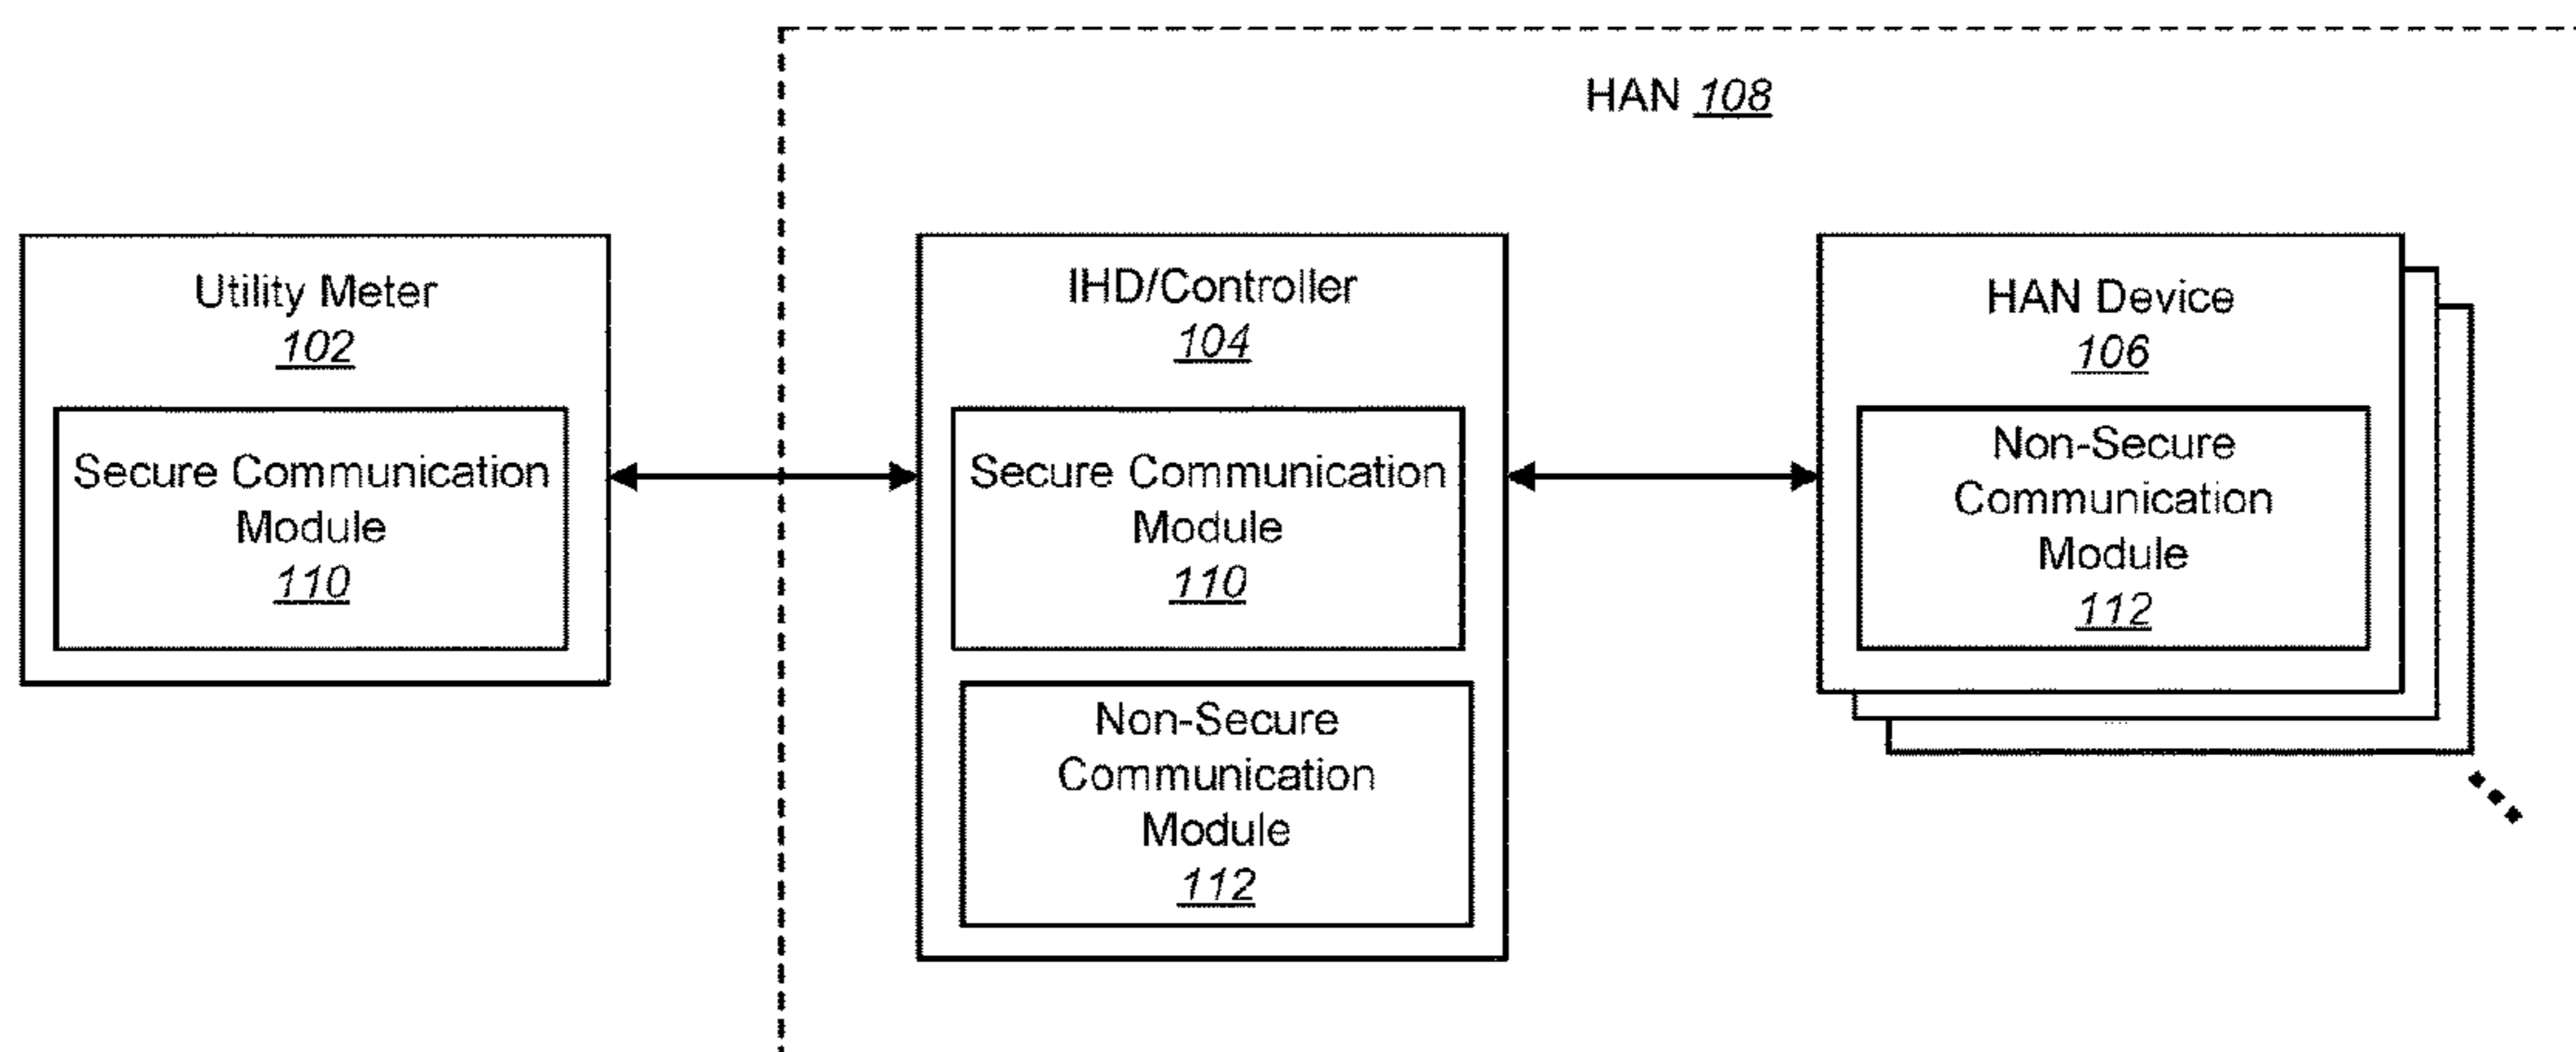 HAN 108
Utility Meter
102
Secure Communication
Module
110
IHD/Controller
104
Secure Communication
Module
110
Non-Secure
Communication
Module
112
HAN Device
106
Non-Secure
Communication
Module
112